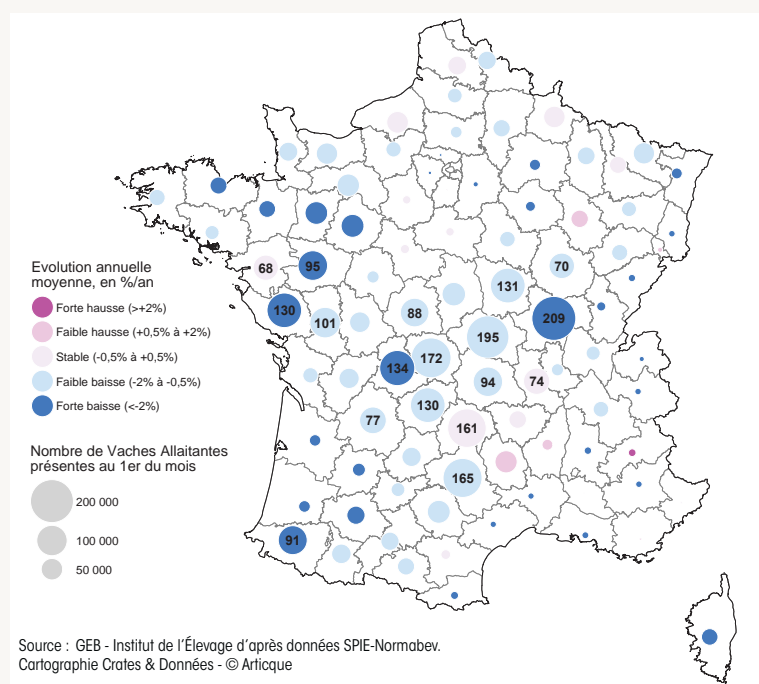 68
95
70
131
130
101
88
209
195
134
172
94
74
130
77
161
165
91
Evolution annuelle
moyenne, en %/an
Forte hausse (>+2%)
Faible hausse (+0,5% à +2%)
Stable (-0,5% à +0,5%)
Faible baisse (-2% à -0,5%)
Forte baisse (<-2%)
Nombre de Vaches Allaitantes
présentes au 1er du mois
200 000
100 000
50 000
Source : GEB - Institut de l'Élevage d'après données SPIE-Normabev.
Cartographie Crates & Données - © Articque